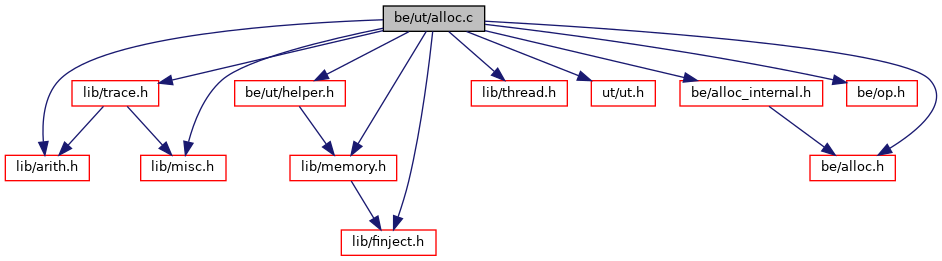 be/ut/alloc.c
lib/trace.h
be/ut/helper.h
lib/thread.h
ut/ut.h
be/alloc_internal.h
be/op.h
lib/arith.h
lib/misc.h
lib/memory.h
be/alloc.h
lib/finject.h